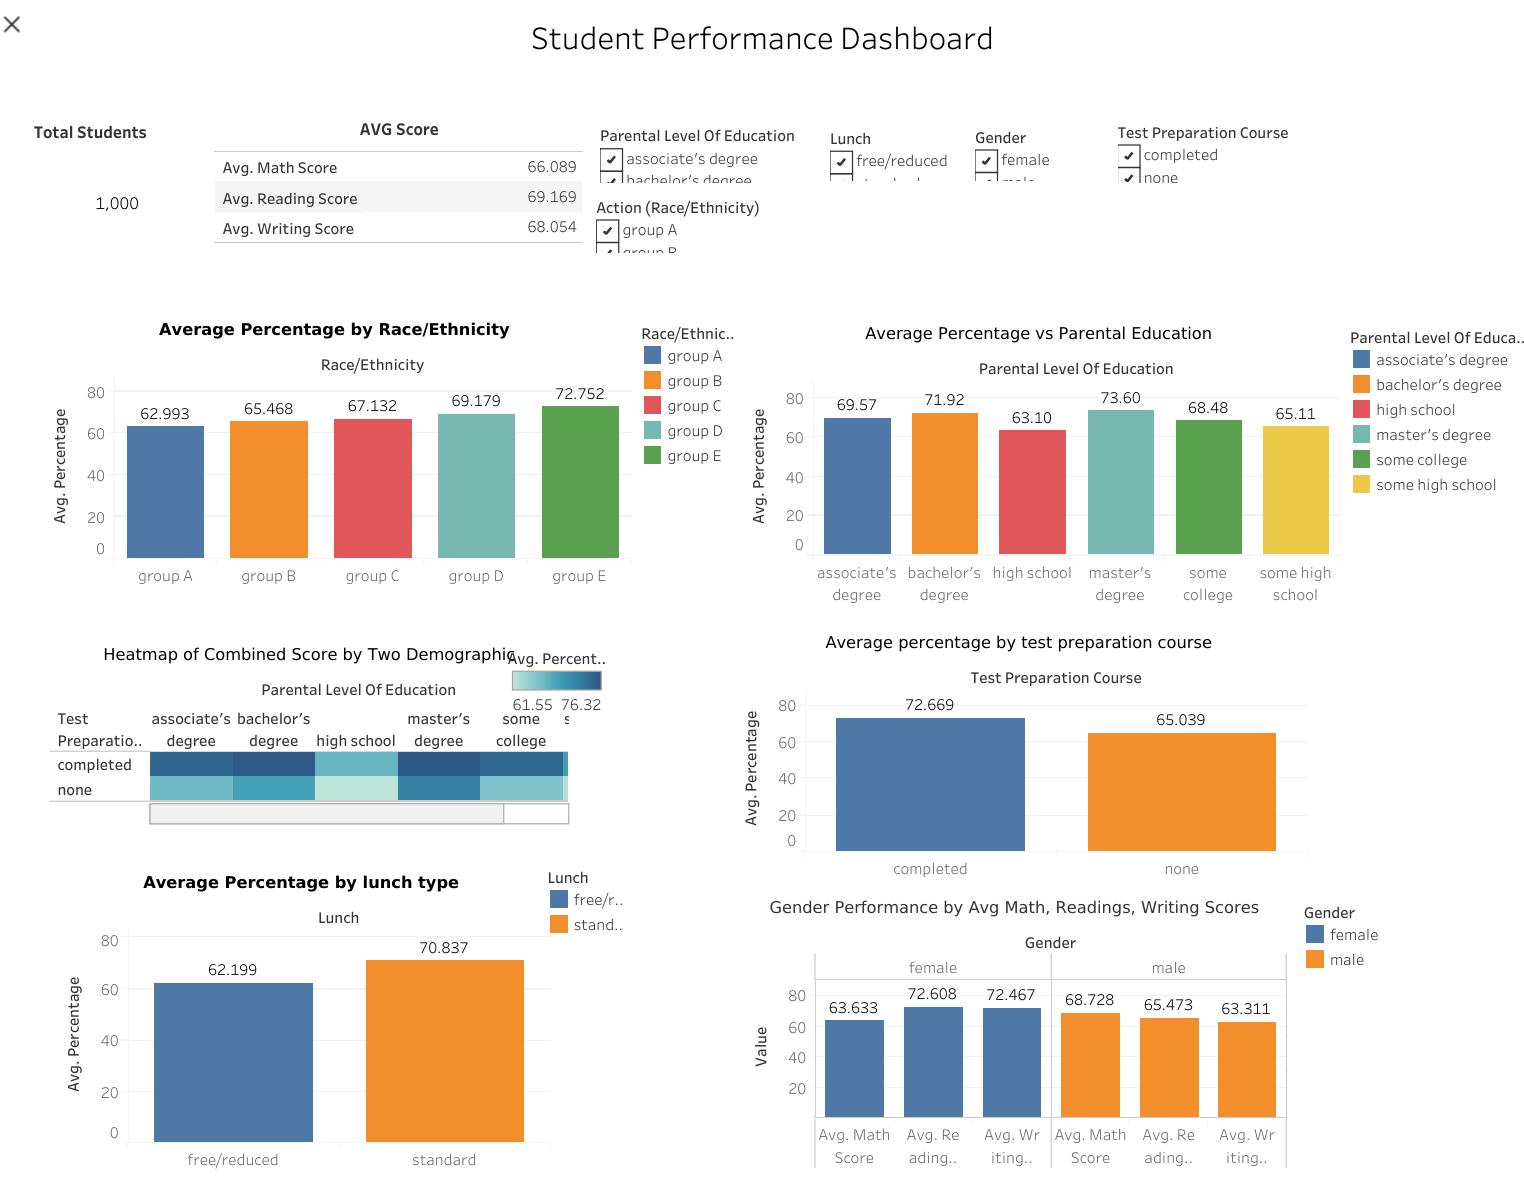 Student Performance Dashboard
Total Students
1,000
AVG Score
Avg. Math Score 66.089
Avg. Reading Score 69.169
Avg. Writing Score 68.054
Parental Level Of Education
associate's degree
bachelor's degree
Action (Race/Ethnicity)
group A
group B
Lunch
free/reduced
Gender
female
male
Test Preparation Course
completed
none
Average Percentage by Race/Ethnicity
Race/Ethnicity
Avg. Percentage
80
60
40
20
0
62.993 65.468 67.132 69.179 72.752
group A group B group C group D group E
Race/Ethnic..
group A
group B
group C
group D
group E
Average Percentage vs Parental Education
Parental Level Of Education
Avg. Percentage
80
60
40
20
0
69.57 71.92 63.10 73.60 68.48 65.11
associate's bachelor's high school master's some some high
degree degree degree college school
Parental Level Of Educa..
associate's degree
bachelor's degree
high school
master's degree
some college
some high school
Heatmap of Combined Score by Two Demographic
Avg. Percent..
61.55 76.32
Parental Level Of Education
Test associate's bachelor's master's some s
Preparatio.. degree degree high school degree college
completed
none
Average percentage by test preparation course
Test Preparation Course
Avg. Percentage
80
60
40
20
0
72.669 65.039
completed none
Average Percentage by lunch type
Lunch
Avg. Percentage
80
60
40
20
0
62.199 70.837
free/reduced standard
Lunch
free/r..
stand..
Gender Performance by Avg Math, Readings, Writing Scores
Gender
female male
Value
80
60
40
20
63.633 72.608 72.467 68.728 65.473 63.311
Avg. Math Avg. Re Avg. Wr Avg. Math Avg. Re Avg. Wr
Score ading.. iting.. Score ading.. iting..
Gender
female
male